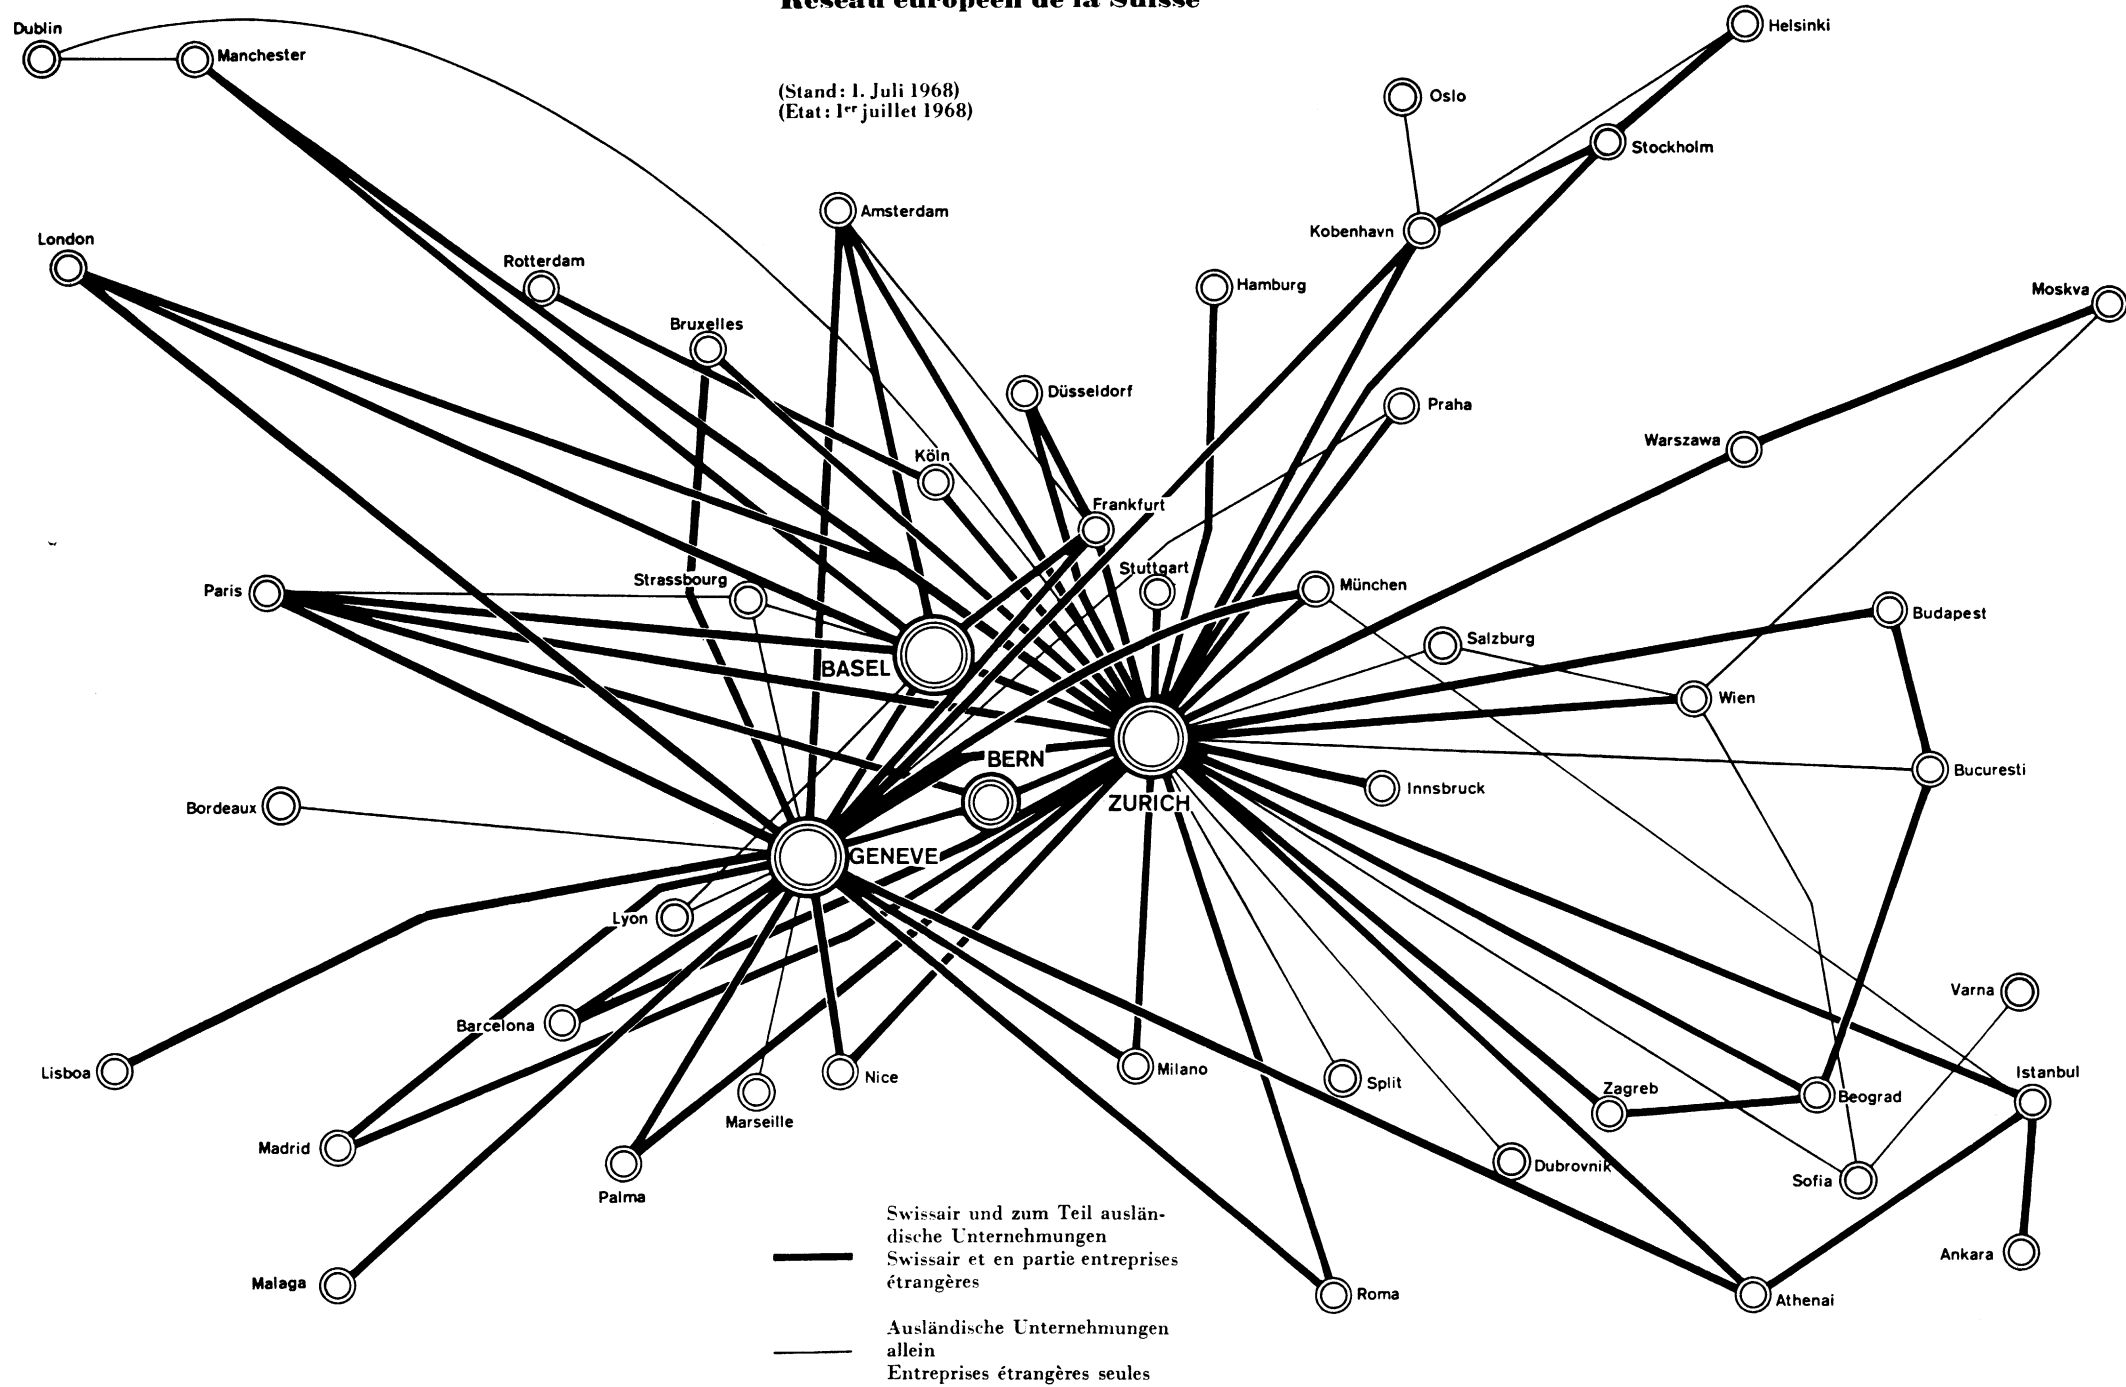 Réseau européen de la Suisse
(Stand: 1. Juli 1968)
(Etat: 1er juillet 1968)
Dublin
Manchester
Helsinki
Oslo
Stockholm
Amsterdam
Kobenhavn
London
Rotterdam
Hamburg
Moskva
Bruxelles
Düsseldorf
Praha
Warszawa
Köln
Frankfurt
Stuttgart
Strassbourg
Paris
München
Budapest
Salzburg
BASEL
Wien
BERN
Bucuresti
Innsbruck
ZURICH
Bordeaux
GENEVE
Lyon
Varna
Barcelona
Lisboa
Nice
Milano
Split
Zagreb
Beograd
Istanbul
Marseille
Madrid
Dubrovnik
Sofia
Palma
Ankara
Malaga
Roma
Athenai
Swissair und zum Teil auslän-
dische Unternehmungen
Swissair et en partie entreprises
étrangères
Ausländische Unternehmungen
allein
Entreprises étrangères seules